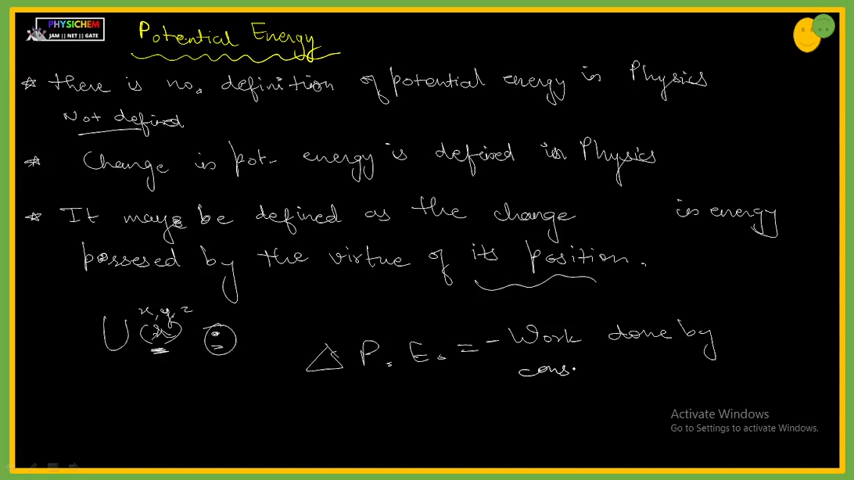 PHYSICHEM
JAM || NET || GATE
Potential Energy
* there is no. definition of potential energy in Physics
Not defined
* Change in pot- energy is defined in Physics
* It may be defined as the change in energy
possesed by the virtue of its position.
x, y, z
U (x)
Δ P. E. = - Work done by
cons.
Activate Windows
Go to Settings to activate Windows.